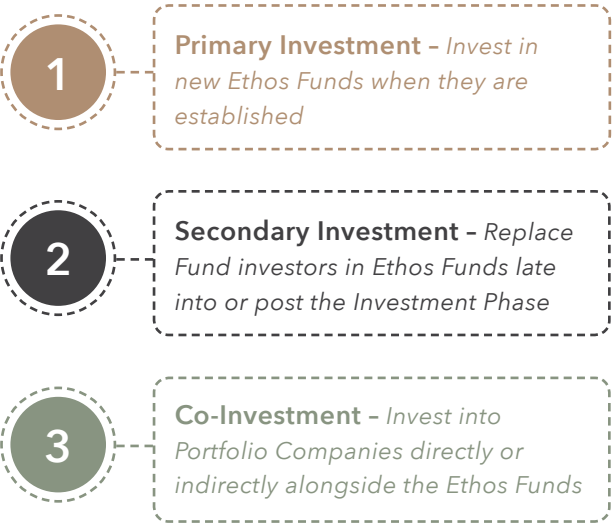 1
Primary Investment – Invest in
new Ethos Funds when they are
established
2
Secondary Investment – Replace
Fund investors in Ethos Funds late
into or post the Investment Phase
3
Co-Investment – Invest into
Portfolio Companies directly or
indirectly alongside the Ethos Funds